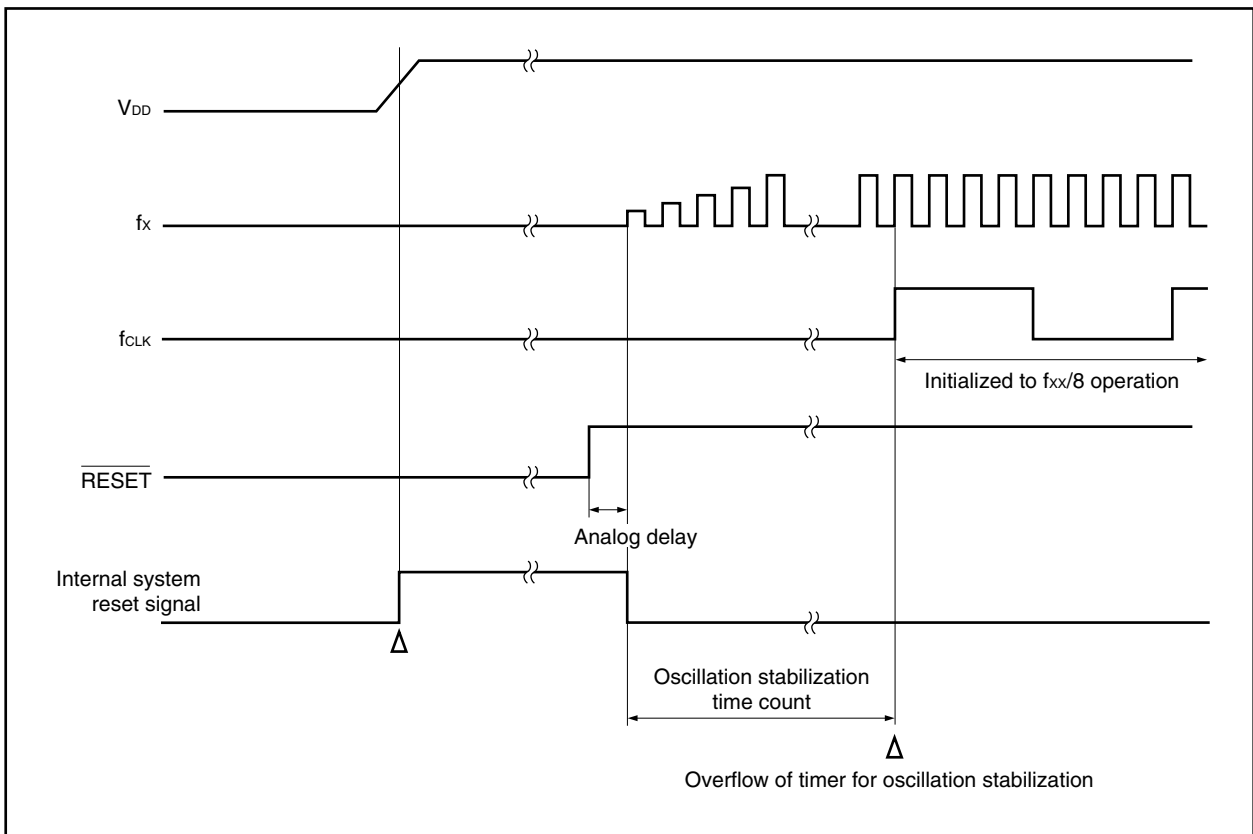 VDD
fX
fCLK
Initialized to fXX/8 operation
RESET
Analog delay
Internal system
reset signal
Oscillation stabilization
time count
Overflow of timer for oscillation stabilization